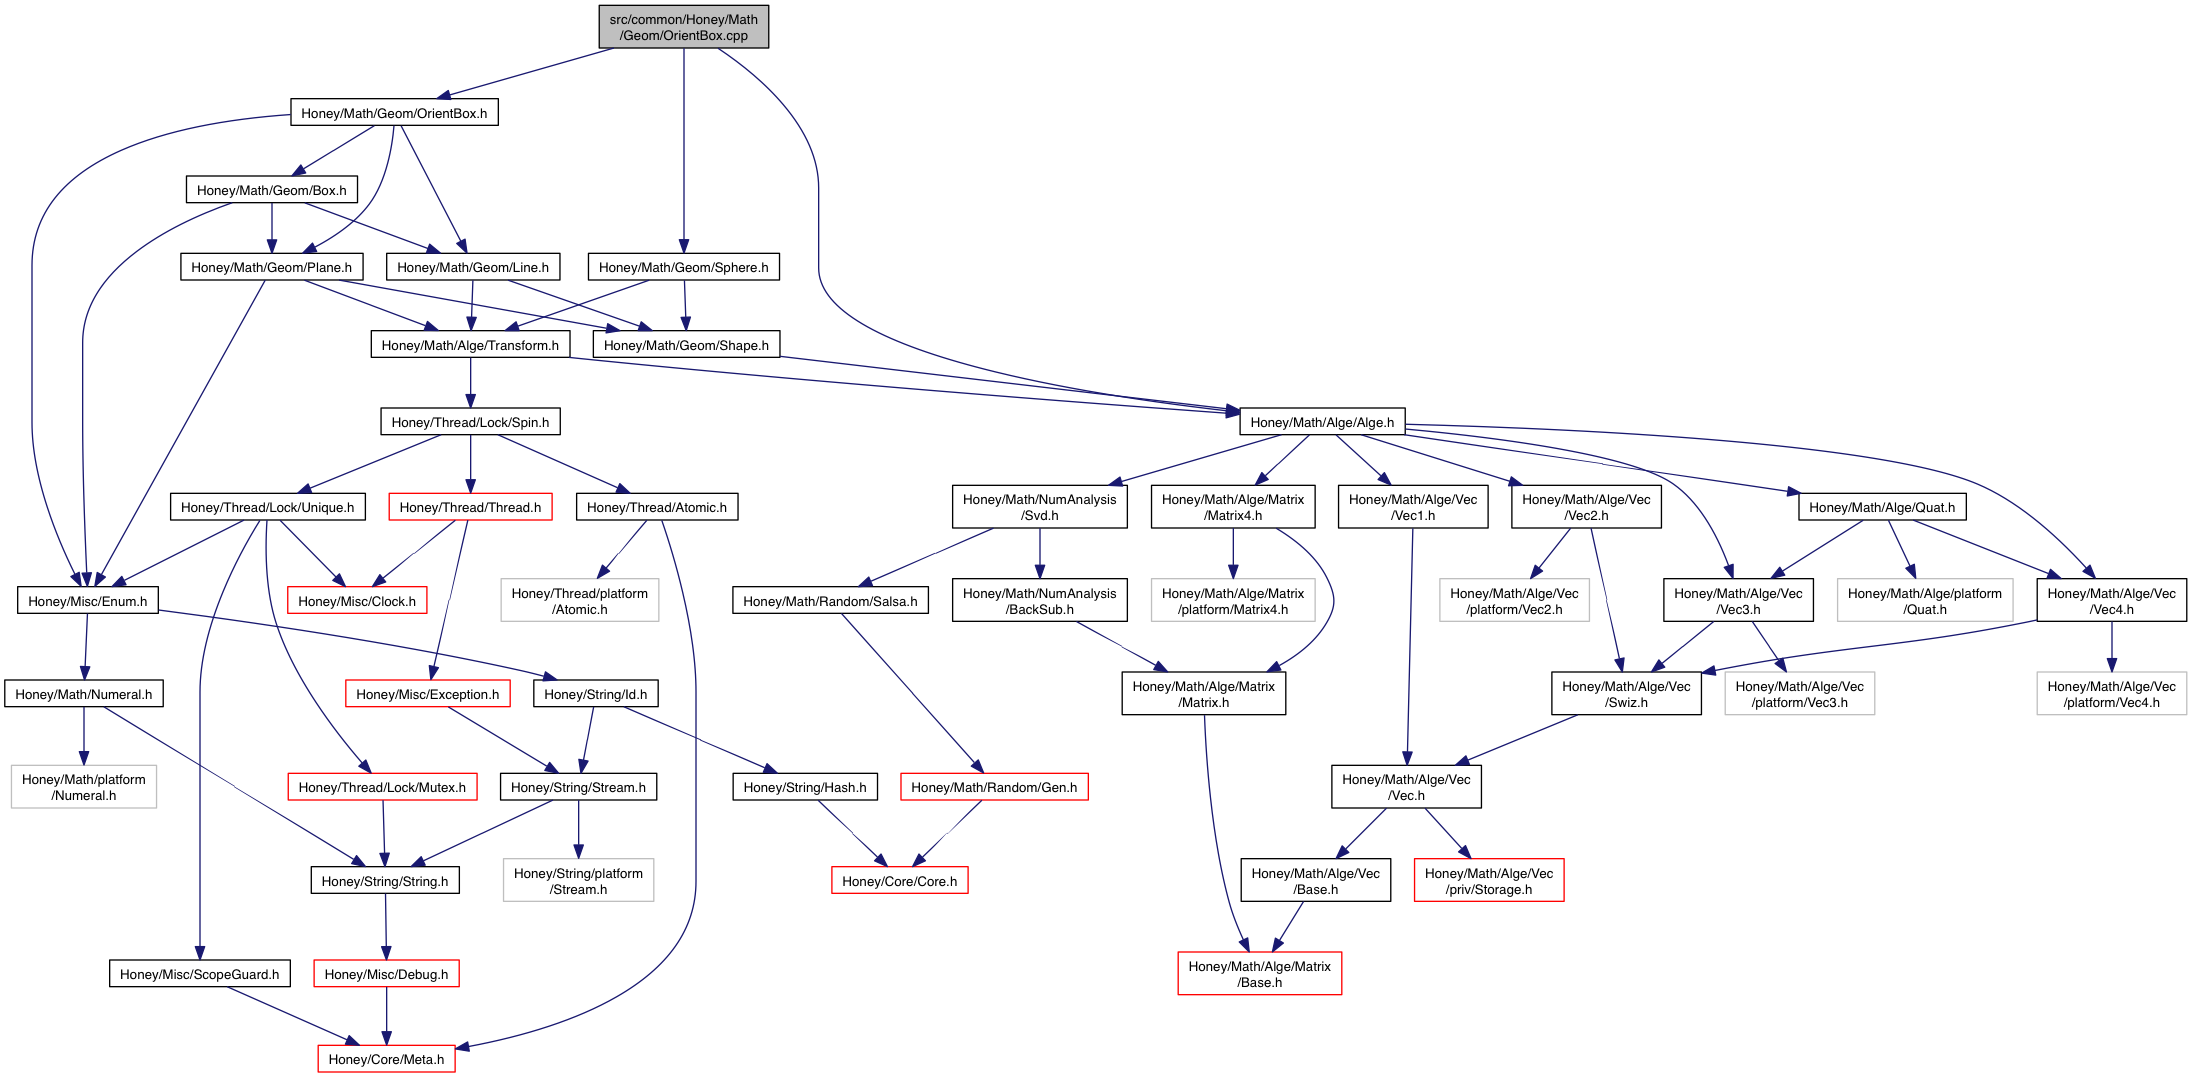 src/common/Honey/Math
/Geom/OrientBox.cpp
Honey/Math/Geom/OrientBox.h
Honey/Math/Geom/Box.h
Honey/Math/Geom/Plane.h
Honey/Math/Geom/Line.h
Honey/Math/Geom/Sphere.h
Honey/Math/Alge/Transform.h
Honey/Math/Geom/Shape.h
Honey/Thread/Lock/Spin.h
Honey/Math/Alge/Alge.h
Honey/Thread/Lock/Unique.h
Honey/Thread/Thread.h
Honey/Thread/Atomic.h
Honey/Math/NumAnalysis
/Svd.h
Honey/Math/Alge/Matrix
/Matrix4.h
Honey/Math/Alge/Vec
/Vec1.h
Honey/Math/Alge/Vec
/Vec2.h
Honey/Math/Alge/Quat.h
Honey/Misc/Enum.h
Honey/Misc/Clock.h
Honey/Thread/platform
/Atomic.h
Honey/Math/Random/Salsa.h
Honey/Math/NumAnalysis
/BackSub.h
Honey/Math/Alge/Matrix
/platform/Matrix4.h
Honey/Math/Alge/Vec
/platform/Vec2.h
Honey/Math/Alge/Vec
/Vec3.h
Honey/Math/Alge/platform
/Quat.h
Honey/Math/Alge/Vec
/Vec4.h
Honey/Math/Numeral.h
Honey/Misc/Exception.h
Honey/String/Id.h
Honey/Math/Alge/Matrix
/Matrix.h
Honey/Math/Alge/Vec
/Swiz.h
Honey/Math/Alge/Vec
/platform/Vec3.h
Honey/Math/Alge/Vec
/platform/Vec4.h
Honey/Math/platform
/Numeral.h
Honey/Thread/Lock/Mutex.h
Honey/String/Stream.h
Honey/String/Hash.h
Honey/Math/Random/Gen.h
Honey/Math/Alge/Vec
/Vec.h
Honey/String/String.h
Honey/String/platform
/Stream.h
Honey/Core/Core.h
Honey/Math/Alge/Vec
/Base.h
Honey/Math/Alge/Vec
/priv/Storage.h
Honey/Misc/ScopeGuard.h
Honey/Misc/Debug.h
Honey/Math/Alge/Matrix
/Base.h
Honey/Core/Meta.h